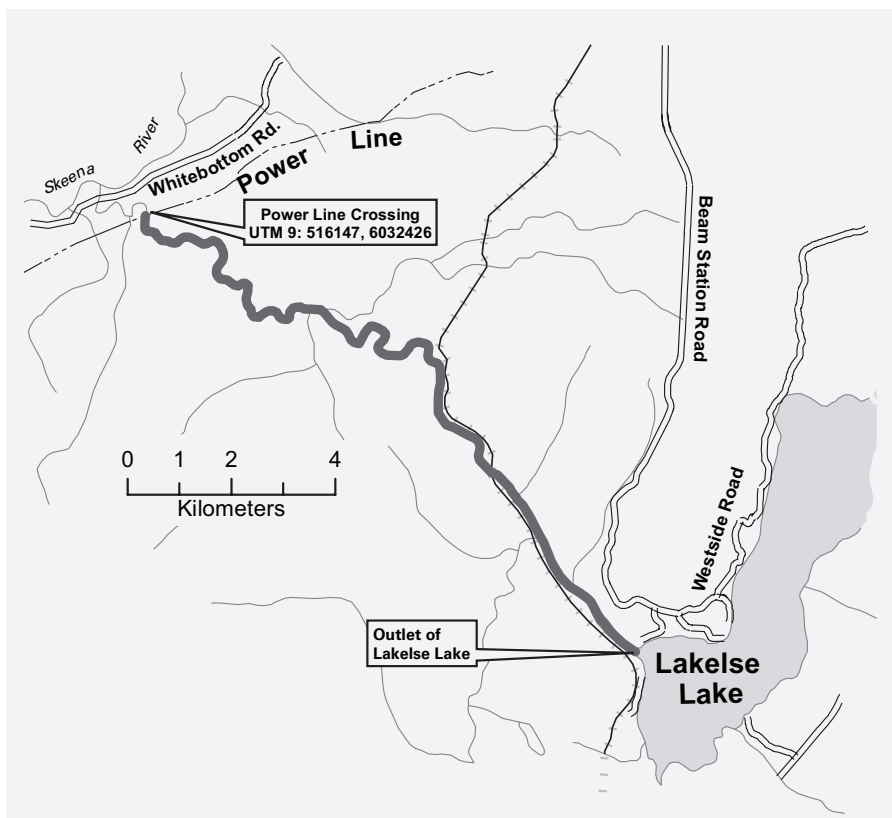 Skeena
River
Whitebottom Rd.
Power
Line
Power Line Crossing
UTM 9: 516147, 6032426
Beam Station Road
0 1 2 4
Kilometers
Westside Road
Outlet of
Lakelse Lake
Lakelse
Lake